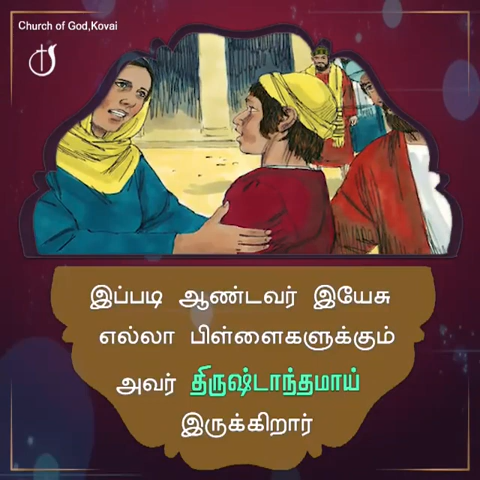 Church of God,Kovai
இப்படி ஆண்டவர் இயேசு
எல்லா பிள்ளைகளுக்கும்
அவர் திருஷ்டாந்தமாய்
இருக்கிறார்